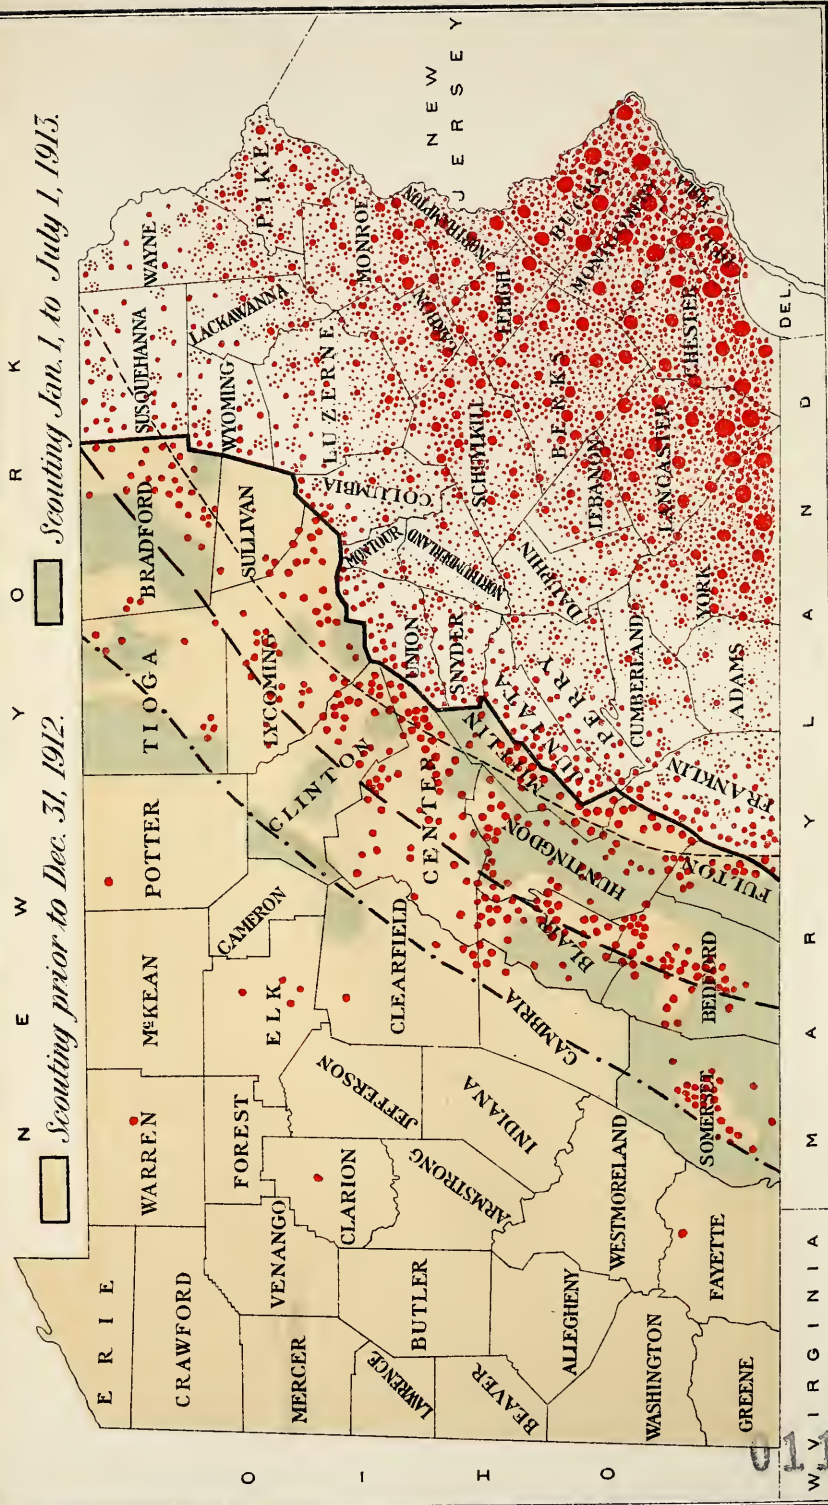 NEW YORK
Scouting prior to Dec. 31, 1912.
Scouting Jan. 1, to July 1, 1913.
ERIE
CRAWFORD
WARREN
McKEAN
POTTER
TIOGA
BRADFORD
SUSQUEHANNA
WAYNE
MERCER
VENANGO
FOREST
ELK
CAMERON
CLINTON
LYCOMING
SULLIVAN
WYOMING
LACKAWANNA
PIKE
LAWRENCE
BUTLER
CLARION
JEFFERSON
CLEARFIELD
CENTER
UNION
MONTOUR
COLUMBIA
LUZERNE
MONROE
BEAVER
ALLEGHENY
ARMSTRONG
INDIANA
CAMBRIA
BLAIR
HUNTINGDON
MIFFLIN
SNYDER
NORTHUMBERLAND
SCHUYLKILL
CARBON
LEHIGH
NORTHAMPTON
JUNIATA
PERRY
DAUPHIN
LEBANON
BERKS
MONTGOMERY
BUCKS
WASHINGTON
WESTMORELAND
SOMERSET
BEDFORD
FULTON
FRANKLIN
CUMBERLAND
ADAMS
YORK
LANCASTER
CHESTER
DEL.
PHILA
GREENE
FAYETTE
NEW
JERSEY
OHIO
W. VIRGINIA
MARYLAND
DEL.
011